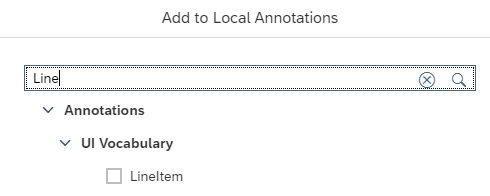 Add to Local Annotations
Line
Annotations
UI Vocabulary
LineItem